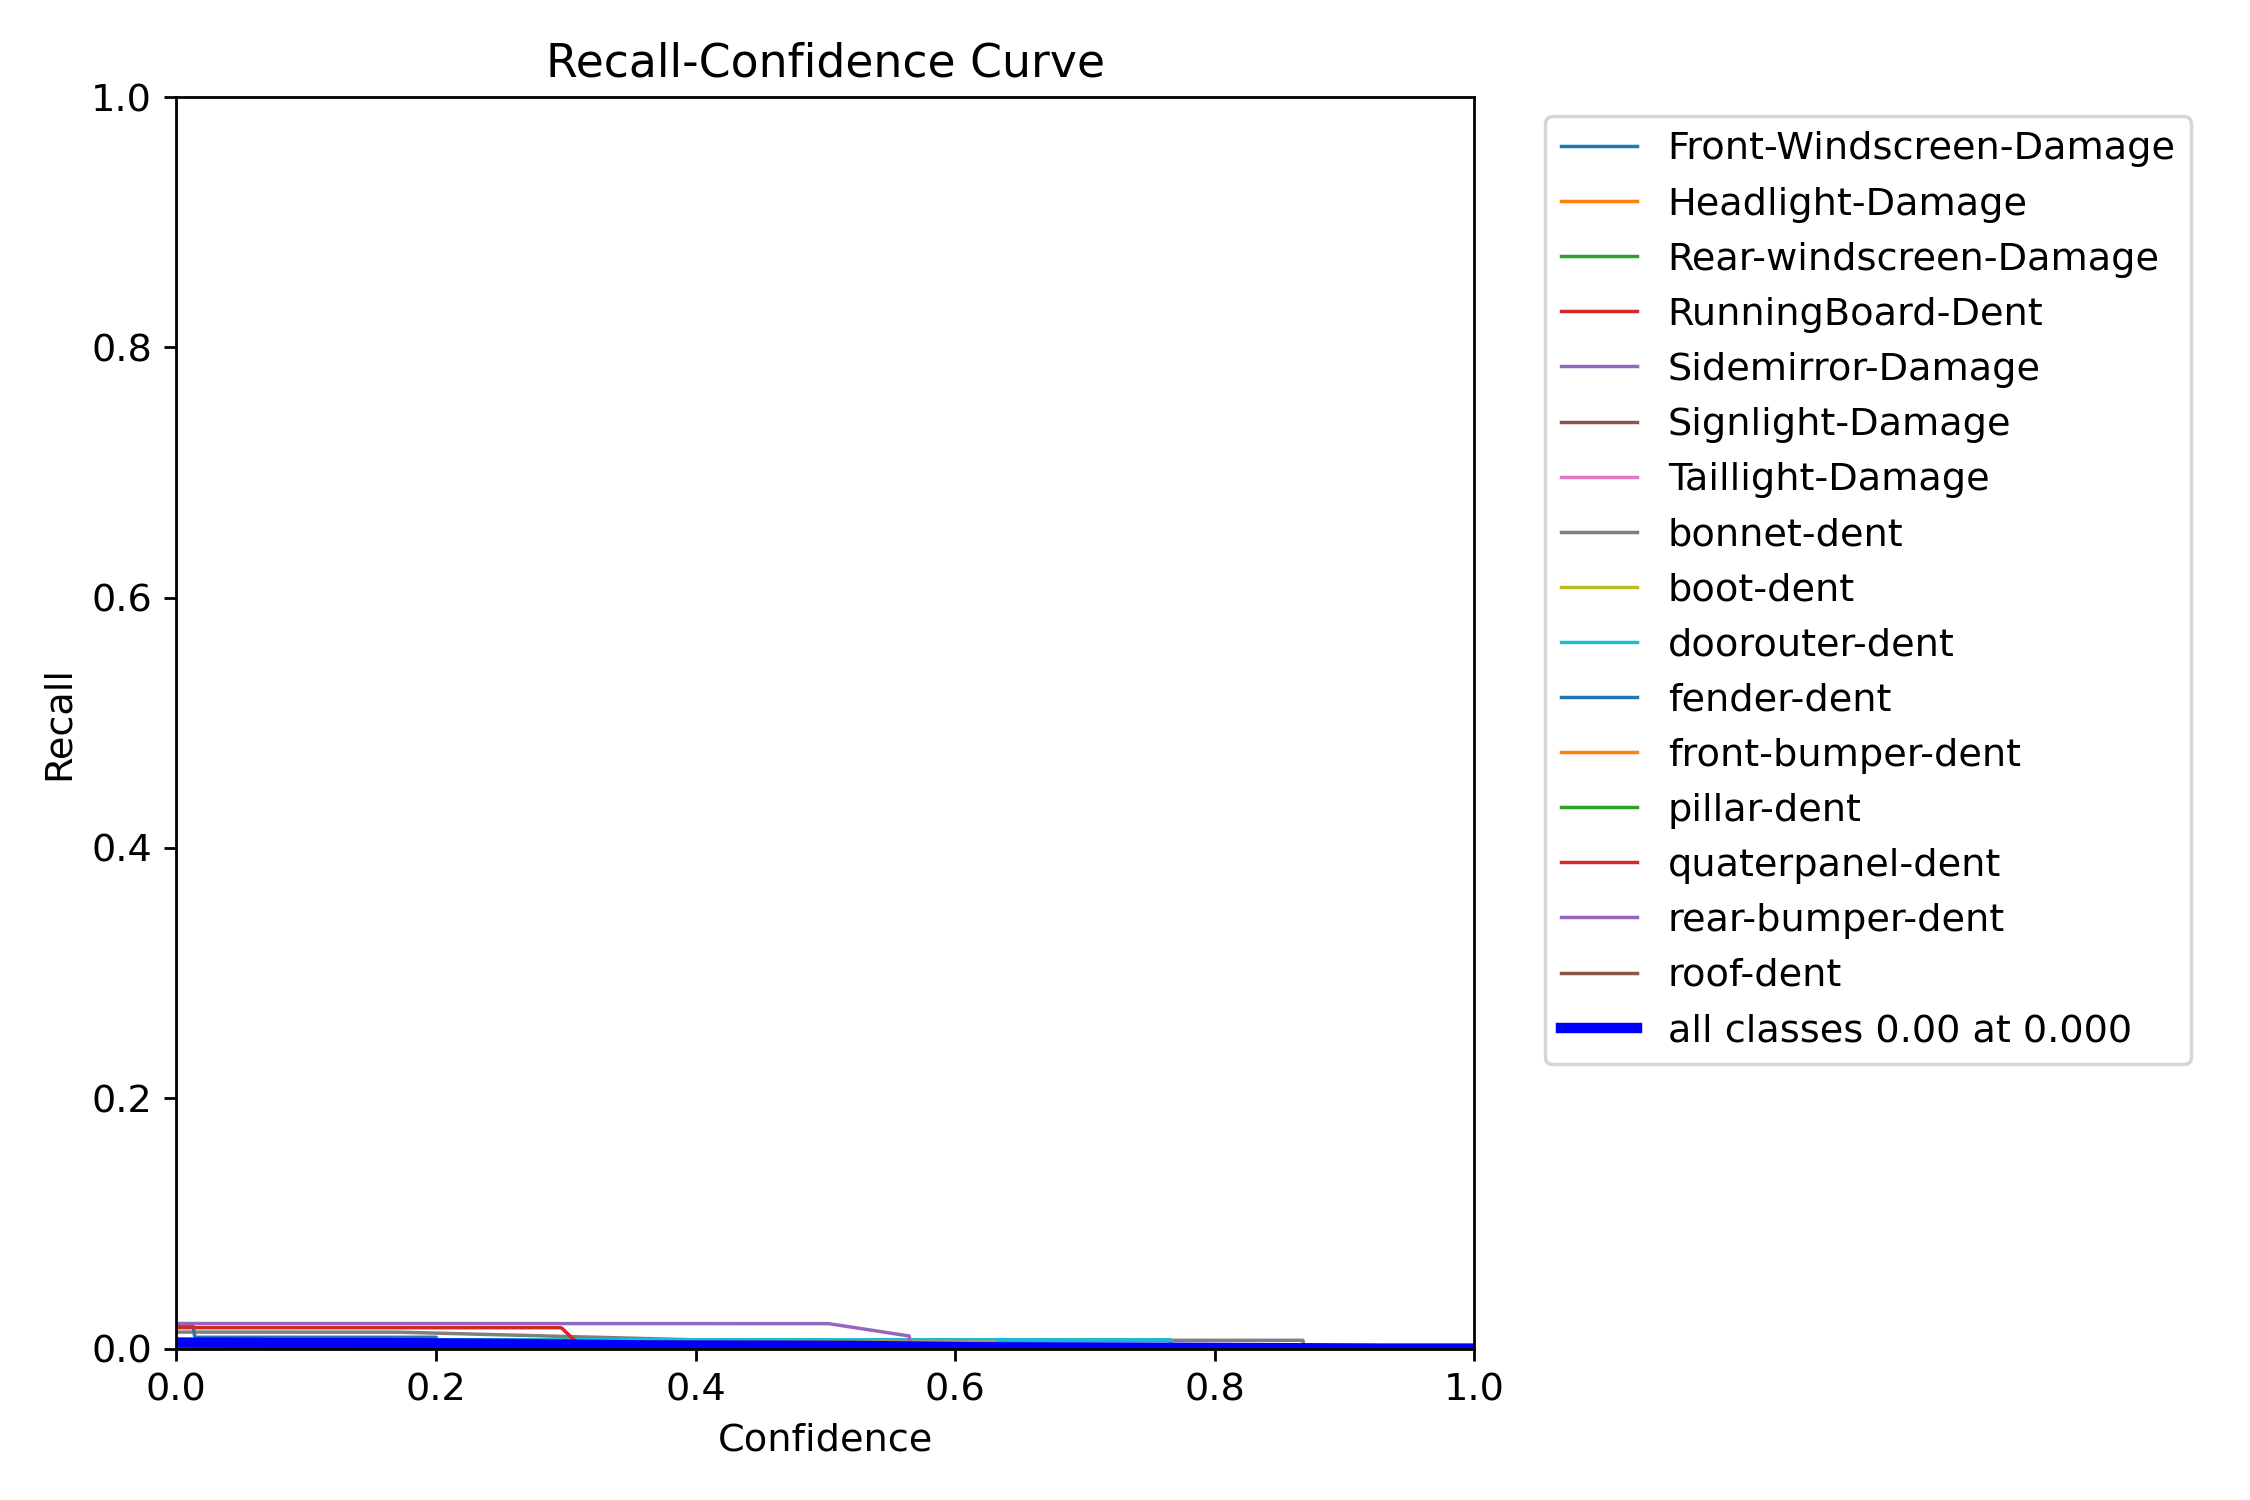 Recall-Confidence Curve
1.0
0.8
0.6
0.4
0.2
0.0
Recall
0.0 0.2 0.4 0.6 0.8 1.0
Confidence
Front-Windscreen-Damage
Headlight-Damage
Rear-windscreen-Damage
RunningBoard-Dent
Sidemirror-Damage
Signlight-Damage
Taillight-Damage
bonnet-dent
boot-dent
doorouter-dent
fender-dent
front-bumper-dent
pillar-dent
quaterpanel-dent
rear-bumper-dent
roof-dent
all classes 0.00 at 0.000